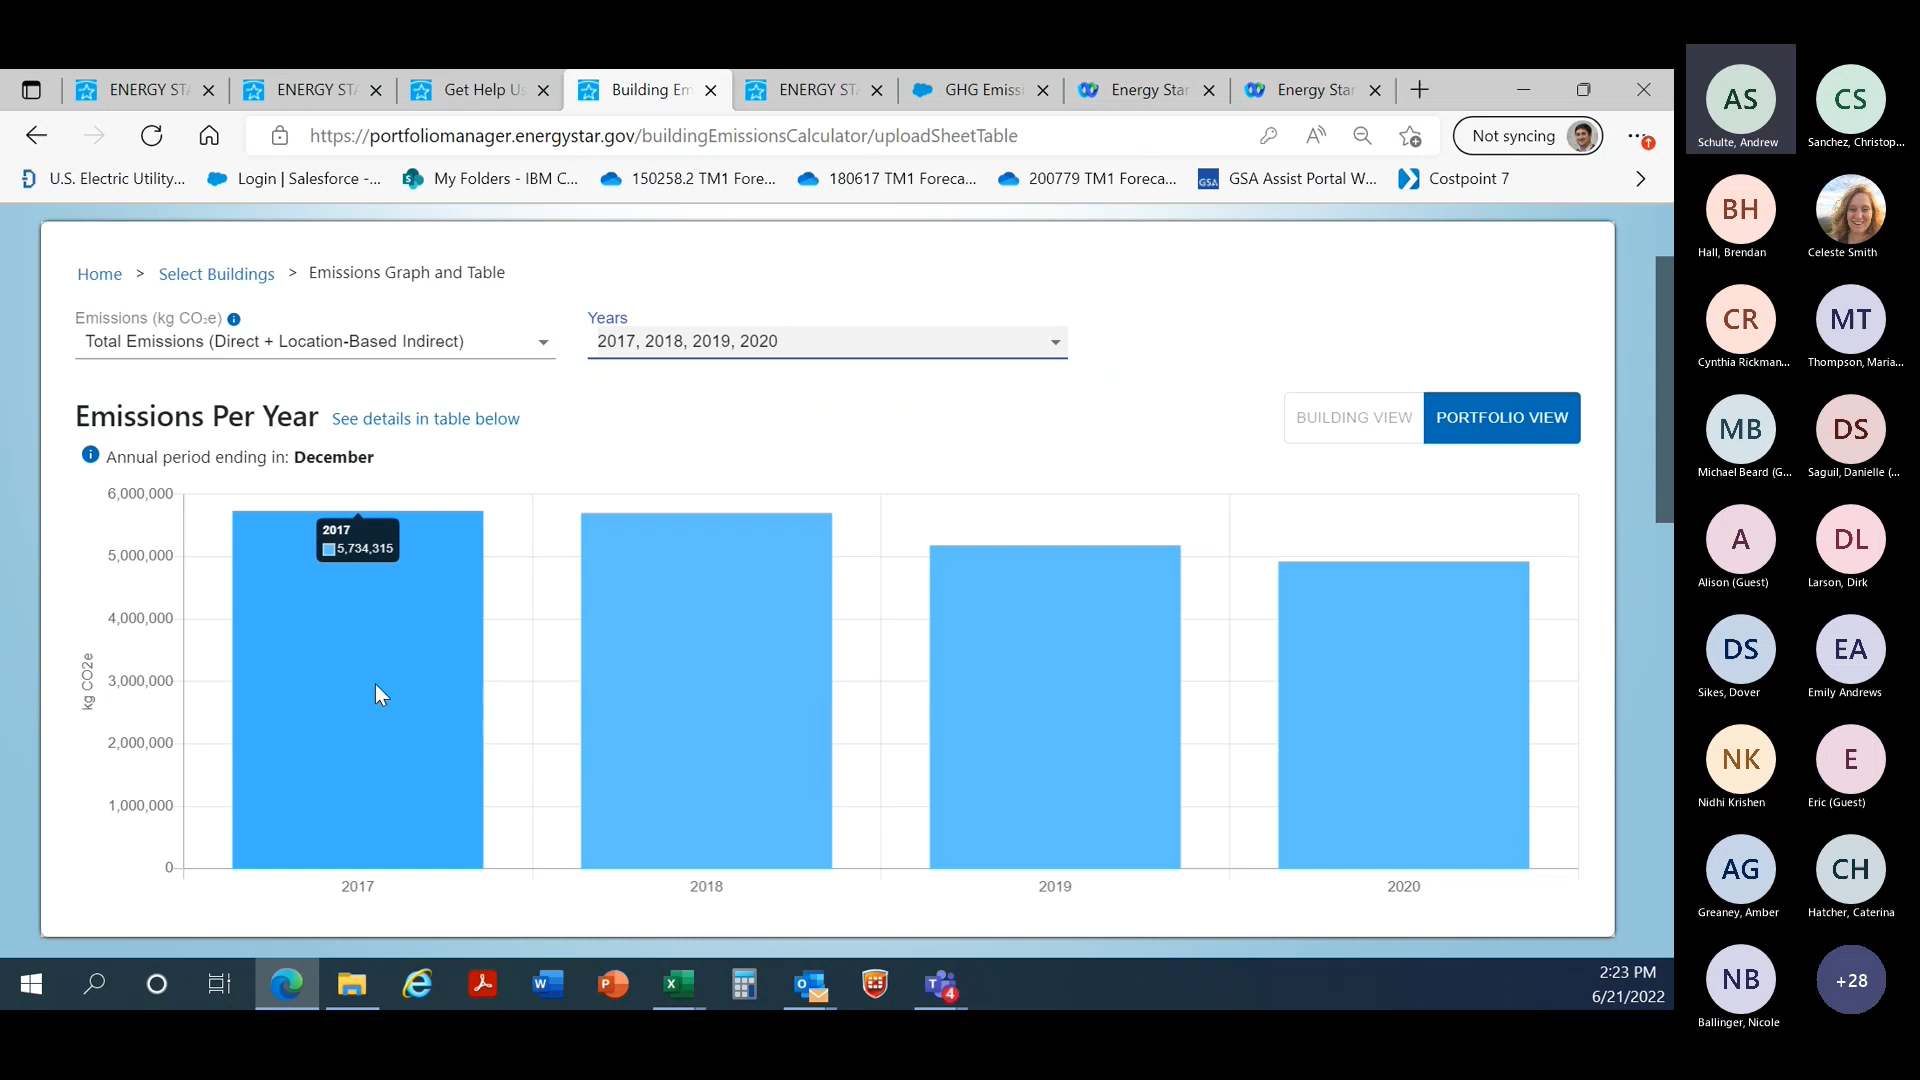 ENERGY STA
ENERGY STA
Get Help Us
Building Em
ENERGY STA
GHG Emissi
Energy Star
Energy Star
https://portfoliomanager.energystar.gov/buildingEmissionsCalculator/uploadSheetTable
Not syncing
U.S. Electric Utility...
Login | Salesforce -...
My Folders - IBM C...
150258.2 TM1 Fore...
180617 TM1 Foreca...
200779 TM1 Foreca...
GSA
GSA Assist Portal W...
Costpoint 7
Home > Select Buildings > Emissions Graph and Table
Emissions (kg CO₂e)
Total Emissions (Direct + Location-Based Indirect)
Years
2017, 2018, 2019, 2020
Emissions Per Year See details in table below
BUILDING VIEW
PORTFOLIO VIEW
Annual period ending in: December
kg CO2e
6,000,000
5,000,000
4,000,000
3,000,000
2,000,000
1,000,000
0
2017
5,734,315
2017
2018
2019
2020
2:23 PM
6/21/2022
4
AS
Schulte, Andrew
CS
Sanchez, Christop...
BH
Hall, Brendan
Celeste Smith
CR
Cynthia Rickman...
MT
Thompson, Maria...
MB
Michael Beard (G...
DS
Saguil, Danielle (...
A
Alison (Guest)
DL
Larson, Dirk
DS
Sikes, Dover
EA
Emily Andrews
NK
Nidhi Krishen
E
Eric (Guest)
AG
Greaney, Amber
CH
Hatcher, Caterina
NB
Ballinger, Nicole
+28